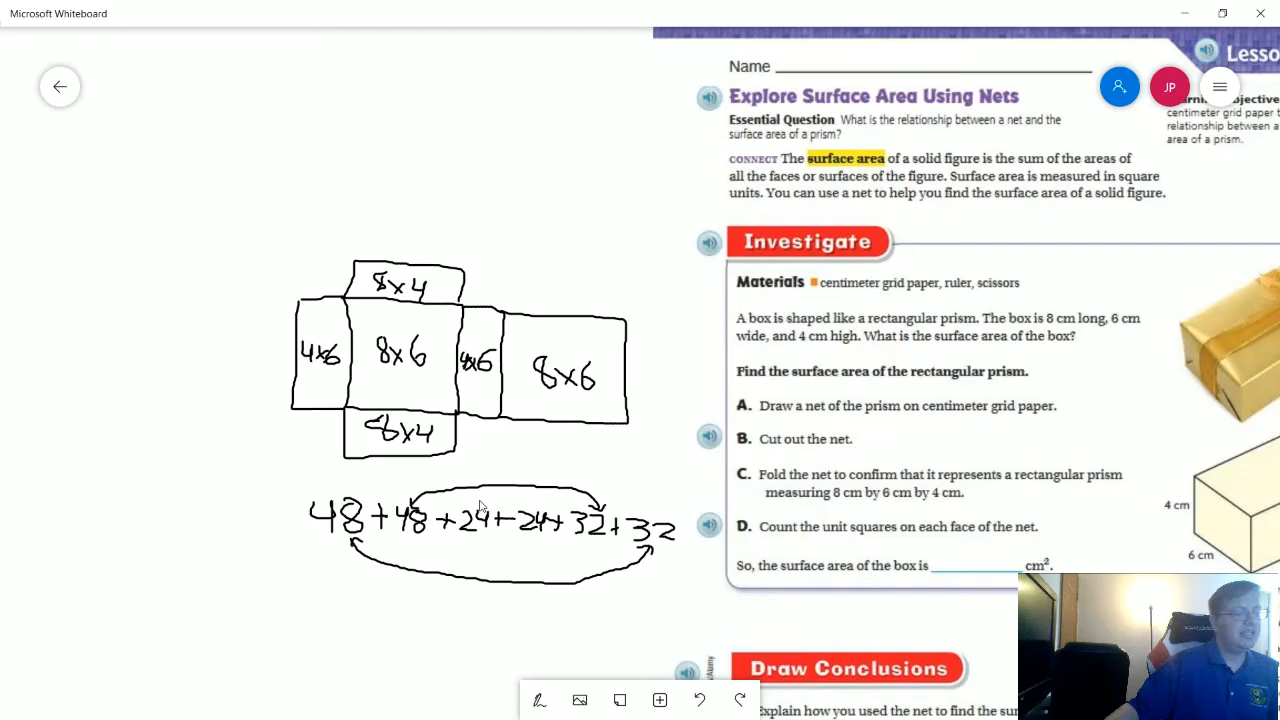 Microsoft Whiteboard
8x4
4x6
8x6
4x6
8x6
8x4
48+48+24+24+32+32
Lesso
Name
JP
Explore Surface Area Using Nets
Essential Question What is the relationship between a net and the
surface area of a prism?
CONNECT The surface area of a solid figure is the sum of the areas of
all the faces or surfaces of the figure. Surface area is measured in square
units. You can use a net to help you find the surface area of a solid figure.
centimeter grid paper t
relationship between a
area of a prism.
Investigate
Materials ■ centimeter grid paper, ruler, scissors
A box is shaped like a rectangular prism. The box is 8 cm long, 6 cm
wide, and 4 cm high. What is the surface area of the box?
Find the surface area of the rectangular prism.
A. Draw a net of the prism on centimeter grid paper.
B. Cut out the net.
C. Fold the net to confirm that it represents a rectangular prism
measuring 8 cm by 6 cm by 4 cm.
D. Count the unit squares on each face of the net.
So, the surface area of the box is ________ cm².
4 cm
6 cm
Draw Conclusions
Explain how you used the net to find the sur